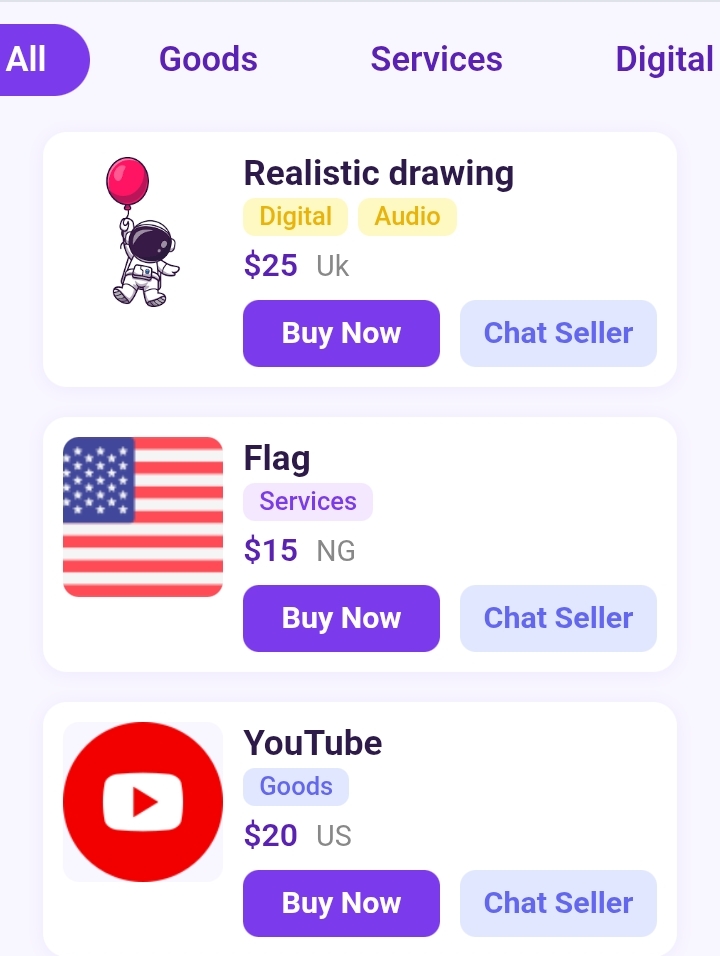 All Goods Services Digital
Realistic drawing
Digital Audio
$25 Uk
Buy Now Chat Seller
Flag
Services
$15 NG
Buy Now Chat Seller
YouTube
Goods
$20 US
Buy Now Chat Seller